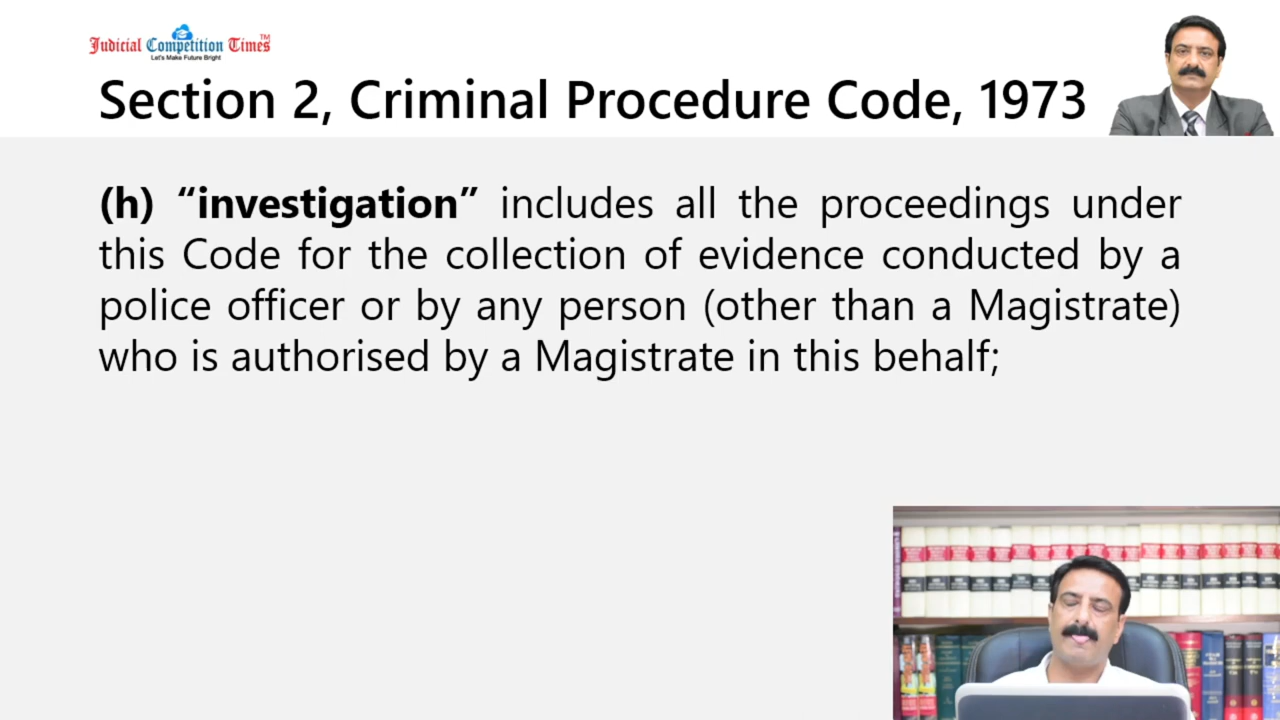 Judicial Competition Times™
Let's Make Future Bright
Section 2, Criminal Procedure Code, 1973
(h) “investigation” includes all the proceedings under
this Code for the collection of evidence conducted by a
police officer or by any person (other than a Magistrate)
who is authorised by a Magistrate in this behalf;